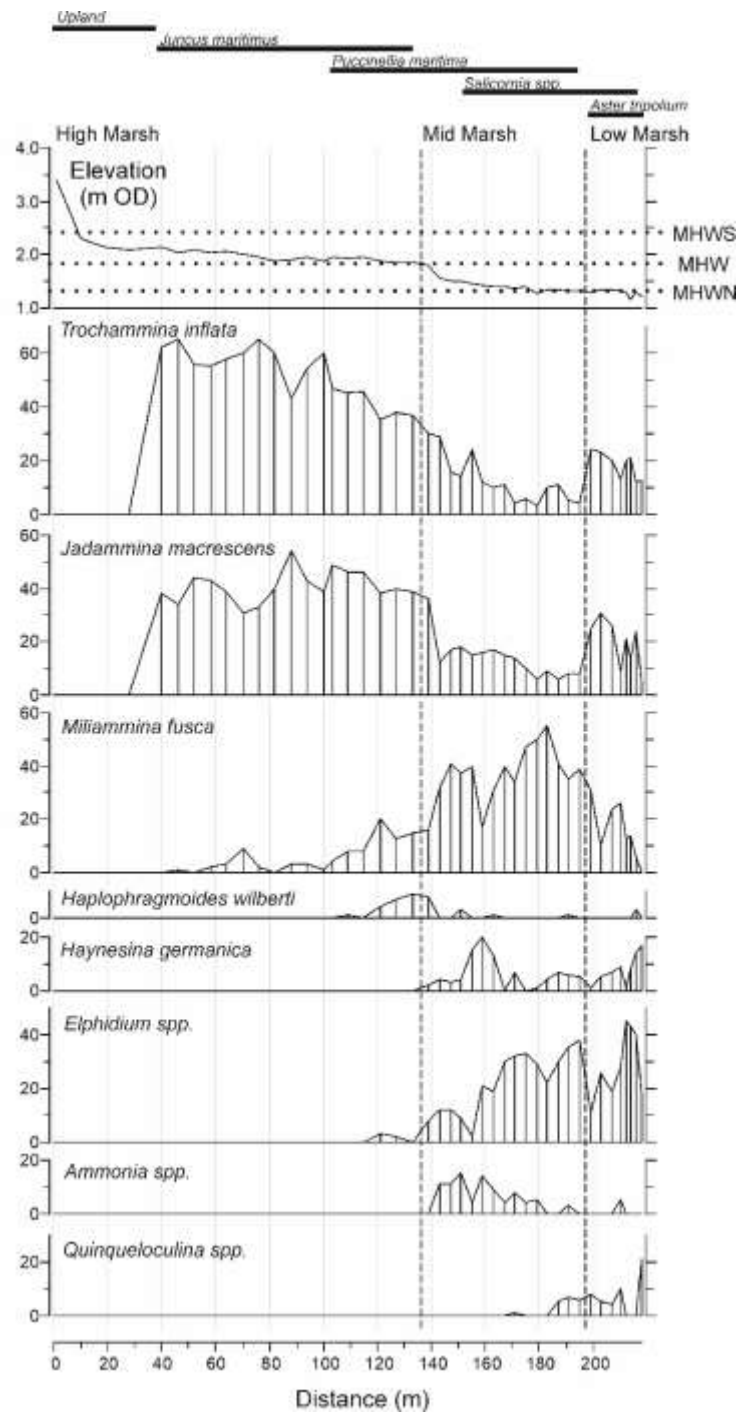 Upland
Juncus maritimus
Puccinellia maritima
Salicornia spp.
Aster tripolium
High Marsh Mid Marsh Low Marsh
4.0
Elevation
(m OD)
3.0
MHWS
2.0
MHW
MHWN
1.0
Trochammina inflata
60
40
20
0
60
Jadammina macrescens
40
20
0
60
Miliammina fusca
40
20
0
Haplophragmoides wilberti
0
20
Haynesina germanica
0
Elphidium spp.
40
20
0
20
Ammonia spp.
0
Quinqueloculina spp.
20
0
0 20 40 60 80 100 120 140 160 180 200
Distance (m)